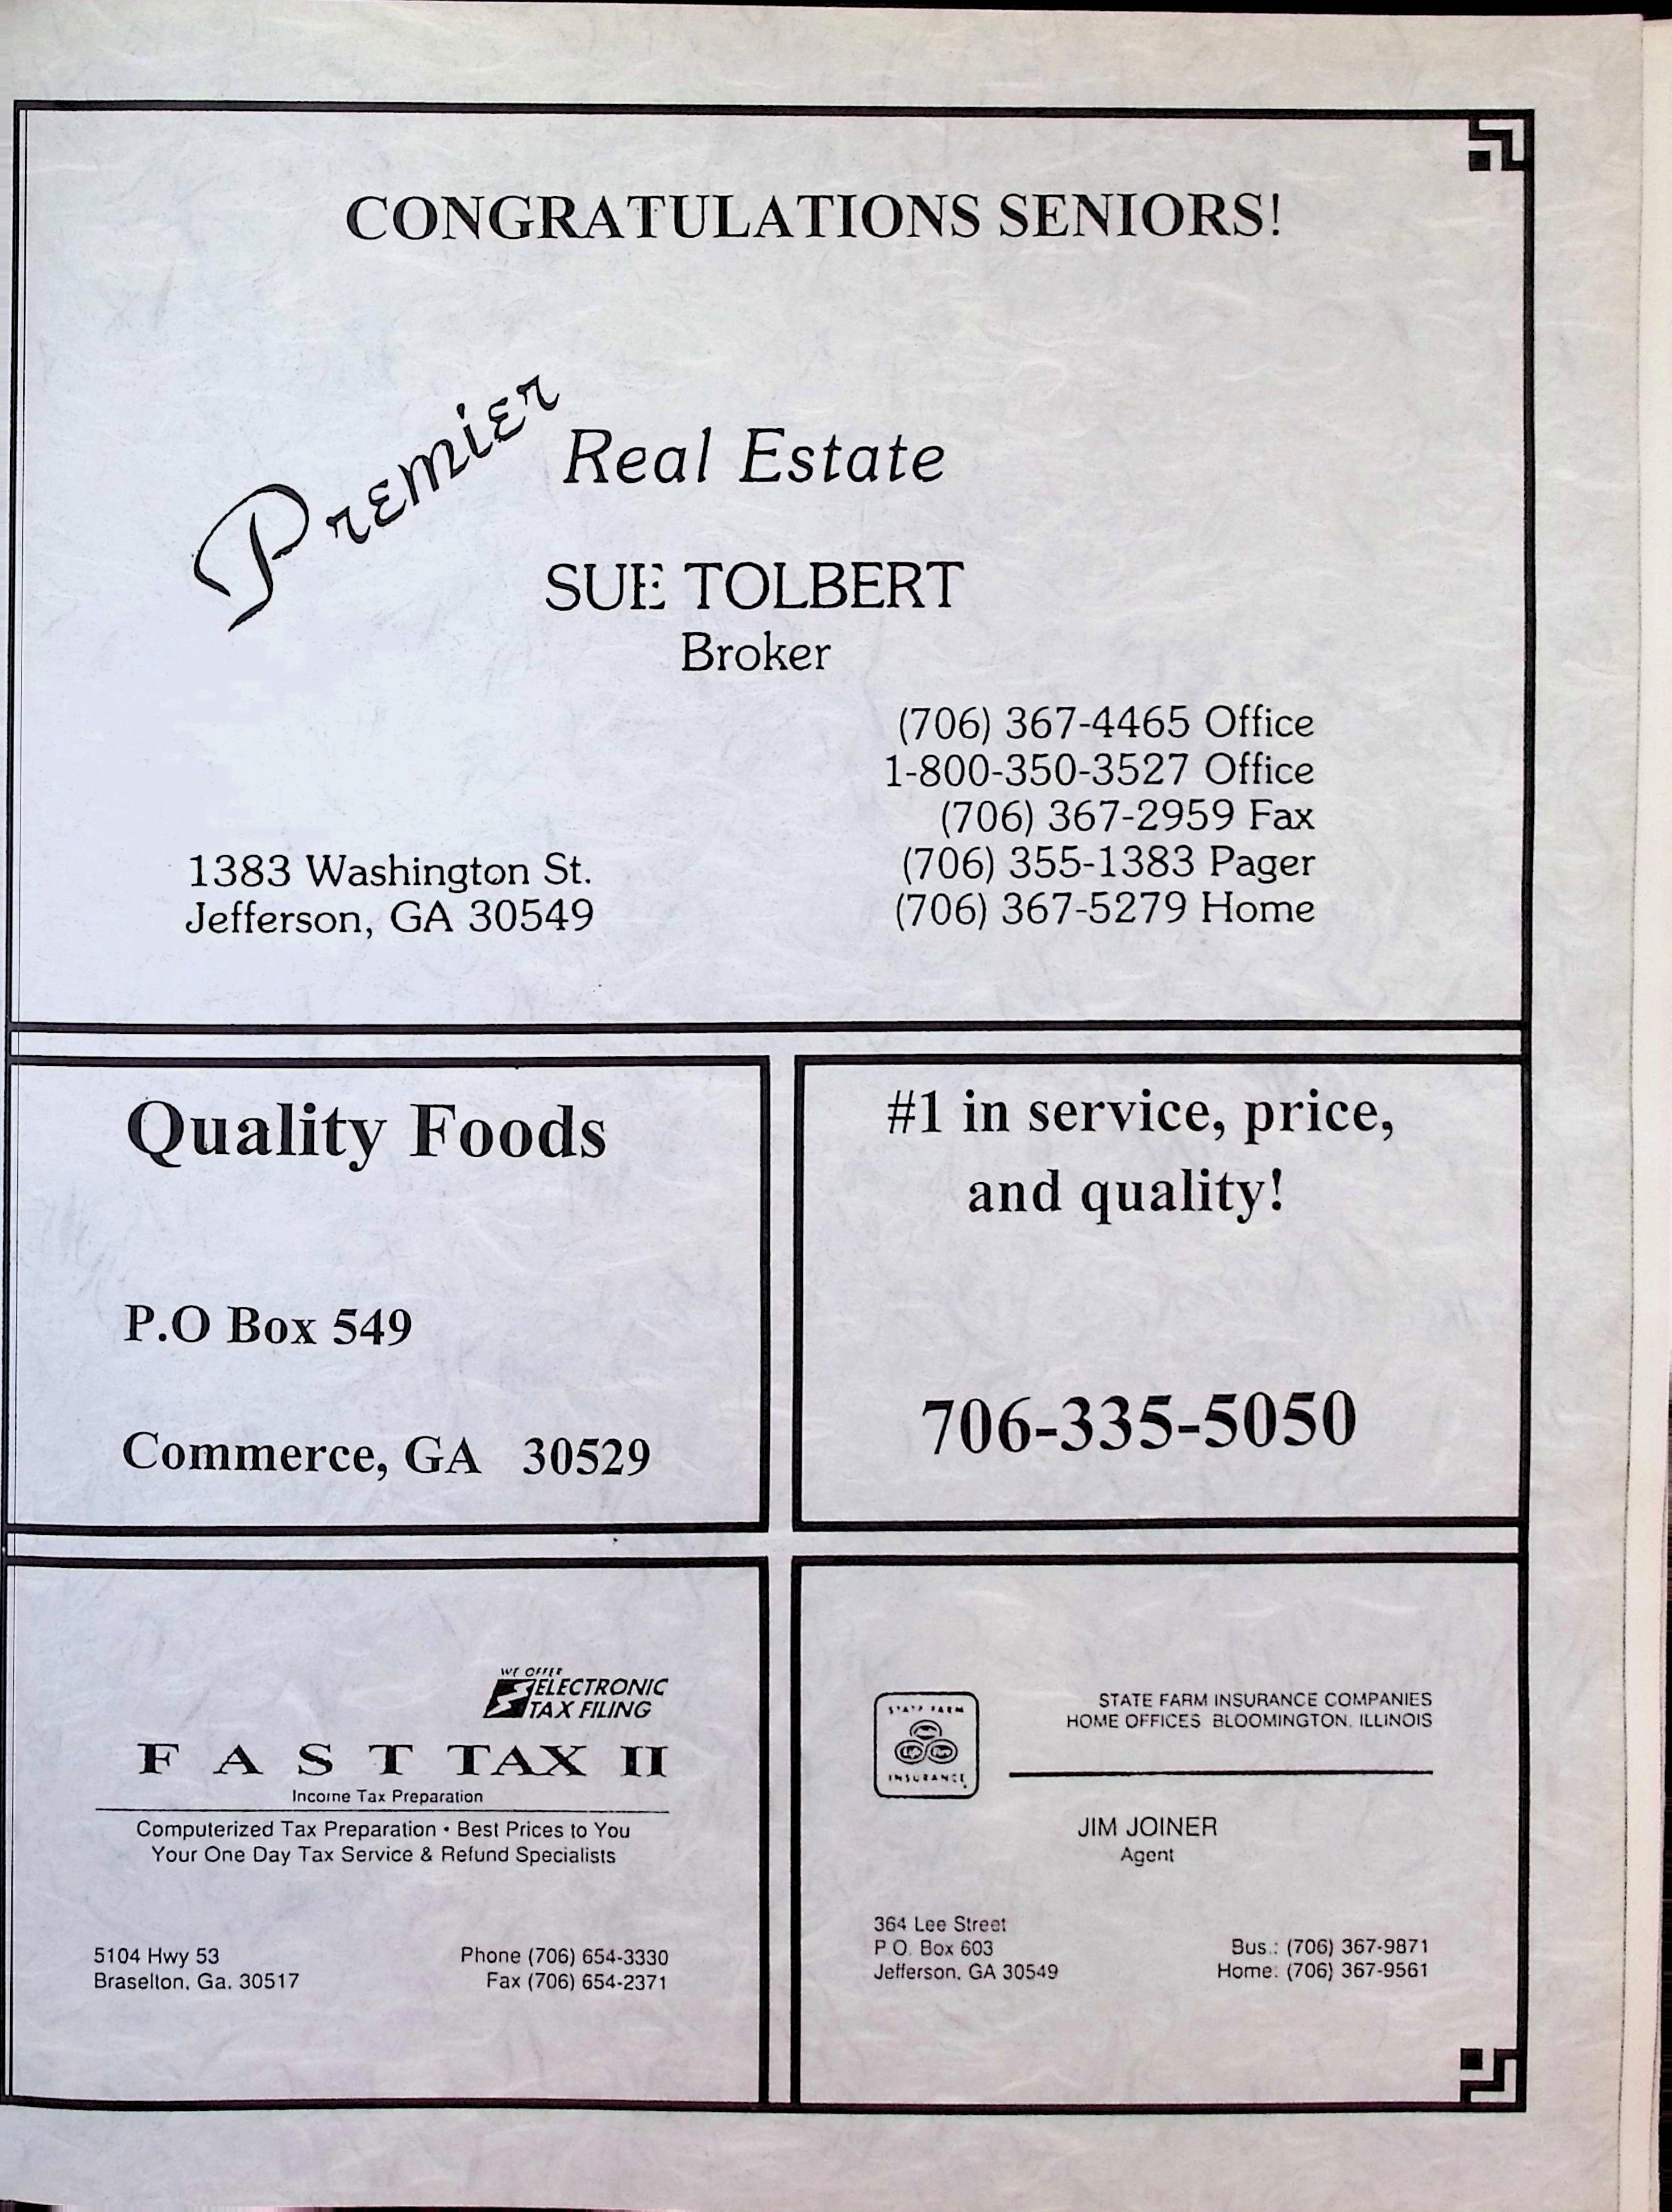 CONGRATULATIONS SENIORS!
Premier
Real Estate
SUE TOLBERT
Broker
(706) 367-4465 Office
1-800-350-3527 Office
(706) 367-2959 Fax
(706) 355-1383 Pager
(706) 367-5279 Home
1383 Washington St.
Jefferson, GA 30549
Quality Foods
P.O Box 549
Commerce, GA 30529
#1 in service, price,
and quality!
706-335-5050
WE OFFER
ELECTRONIC
TAX FILING
F A S T TAX II
Income Tax Preparation
Computerized Tax Preparation • Best Prices to You
Your One Day Tax Service & Refund Specialists
5104 Hwy 53
Braselton, Ga. 30517
Phone (706) 654-3330
Fax (706) 654-2371
STATE FARM
INSURANCE
STATE FARM INSURANCE COMPANIES
HOME OFFICES BLOOMINGTON, ILLINOIS
JIM JOINER
Agent
364 Lee Street
P.O. Box 603
Jefferson, GA 30549
Bus.: (706) 367-9871
Home: (706) 367-9561